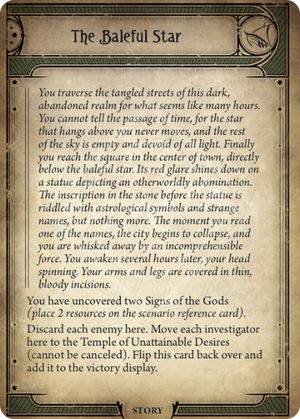 The Baleful Star
You traverse the tangled streets of this dark,
abandoned realm for what seems like many hours.
You cannot tell the passage of time, for the star
that hangs above you never moves, and the rest
of the sky is empty and devoid of all light. Finally
you reach the square in the center of town, directly
below the baleful star. Its red glare shines down on
a statue depicting an otherworldly abomination.
The inscription in the stone before the statue is
riddled with astrological symbols and strange
names, but nothing more. The moment you read
one of the names, the city begins to collapse, and
you are whisked away by an incomprehensible
force. You awaken several hours later, your head
spinning. Your arms and legs are covered in thin,
bloody incisions.
You have uncovered two Signs of the Gods
(place 2 resources on the scenario reference card).
Discard each enemy here. Move each investigator
here to the Temple of Unattainable Desires
(cannot be canceled). Flip this card back over and
add it to the victory display.
STORY